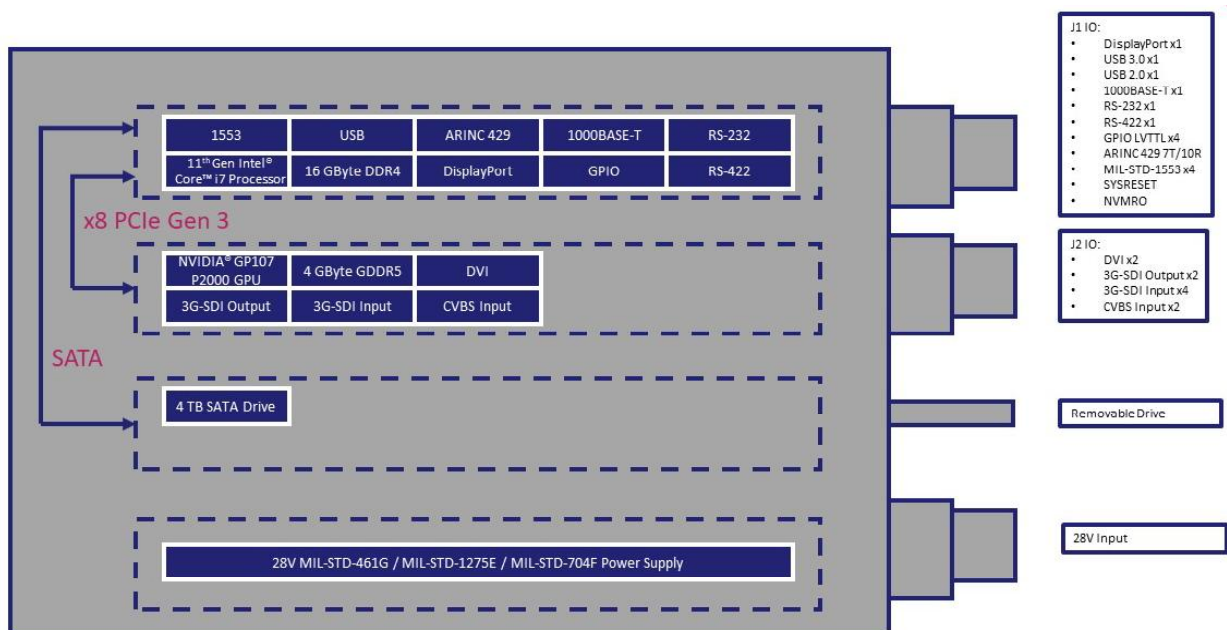 1553
USB
ARINC 429
1000BASE-T
RS-232
11th Gen Intel®
Core™ i7 Processor
16 GByte DDR4
DisplayPort
GPIO
RS-422
x8 PCIe Gen 3
NVIDIA® GP107
P2000 GPU
4 GByte GDDR5
DVI
3G-SDI Output
3G-SDI Input
CVBS Input
SATA
4 TB SATA Drive
28V MIL-STD-461G / MIL-STD-1275E / MIL-STD-704F Power Supply
J1 IO:
• DisplayPort x1
• USB 3.0 x1
• USB 2.0 x1
• 1000BASE-T x1
• RS-232 x1
• RS-422 x1
• GPIO LVTTL x4
• ARINC 429 7T/10R
• MIL-STD-1553 x4
• SYSRESET
• NVMRO
J2 IO:
• DVI x2
• 3G-SDI Output x2
• 3G-SDI Input x4
• CVBS Input x2
Removable Drive
28V Input